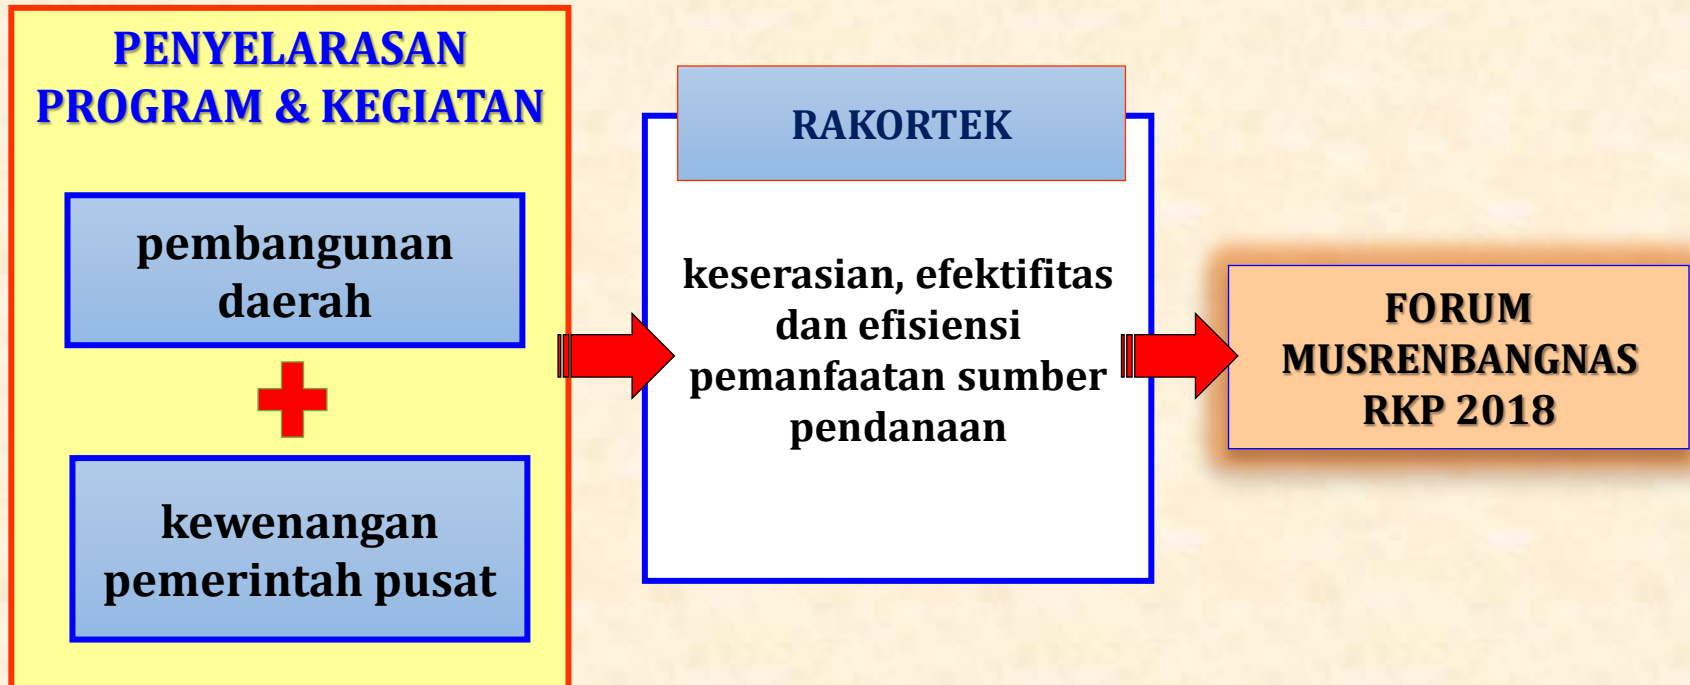 PENYELARASAN
PROGRAM & KEGIATAN
pembangunan
daerah
kewenangan
pemerintah pusat
RAKORTEK
keserasian, efektifitas
dan efisiensi
pemanfaatan sumber
pendanaan
FORUM
MUSRENBANGNAS
RKP 2018